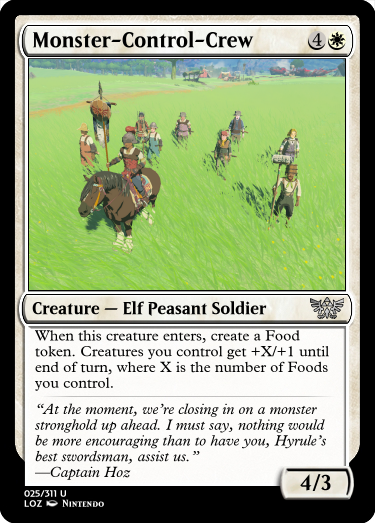 Monster-Control-Crew 4
Creature — Elf Peasant Soldier
When this creature enters, create a Food
token. Creatures you control get +X/+1 until
end of turn, where X is the number of Foods
you control.
“At the moment, we’re closing in on a monster
stronghold up ahead. I must say, nothing would
be more encouraging than to have you, Hyrule’s
best swordsman, assist us.”
—Captain Hoz
4/3
025/311 U
LOZ Nintendo